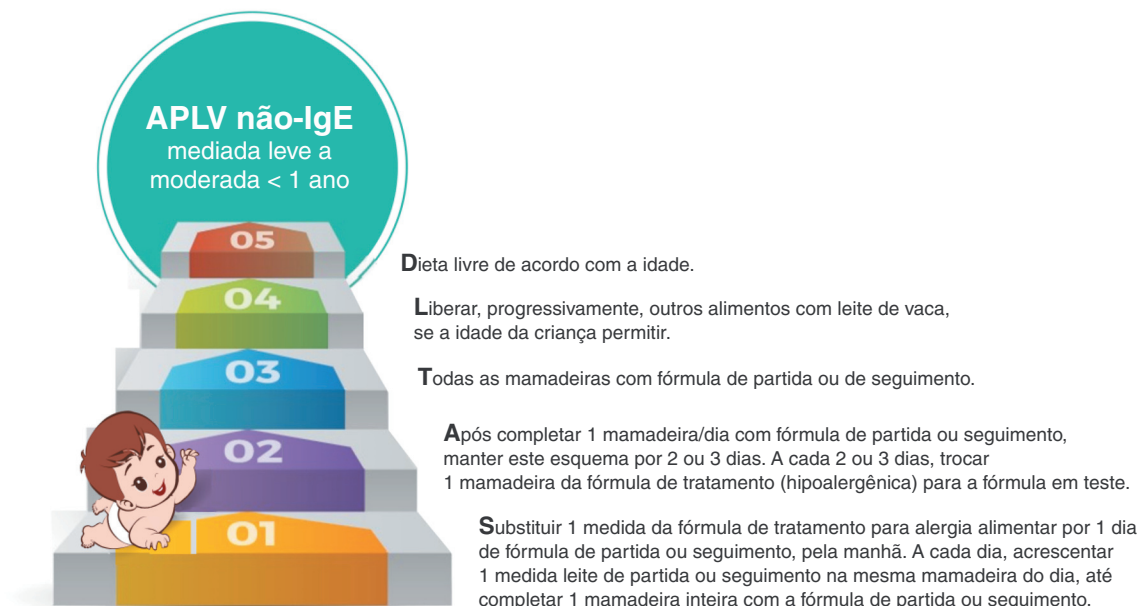 APLV não-IgE
mediada leve a
moderada < 1 ano
05
Dieta livre de acordo com a idade.
04
Liberar, progressivamente, outros alimentos com leite de vaca,
se a idade da criança permitir.
03
Todas as mamadeiras com fórmula de partida ou de seguimento.
02
Após completar 1 mamadeira/dia com fórmula de partida ou seguimento,
manter este esquema por 2 ou 3 dias. A cada 2 ou 3 dias, trocar
1 mamadeira da fórmula de tratamento (hipoalergênica) para a fórmula em teste.
01
Substituir 1 medida da fórmula de tratamento para alergia alimentar por 1 dia
de fórmula de partida ou seguimento, pela manhã. A cada dia, acrescentar
1 medida leite de partida ou seguimento na mesma mamadeira do dia, até
completar 1 mamadeira inteira com a fórmula de partida ou seguimento.